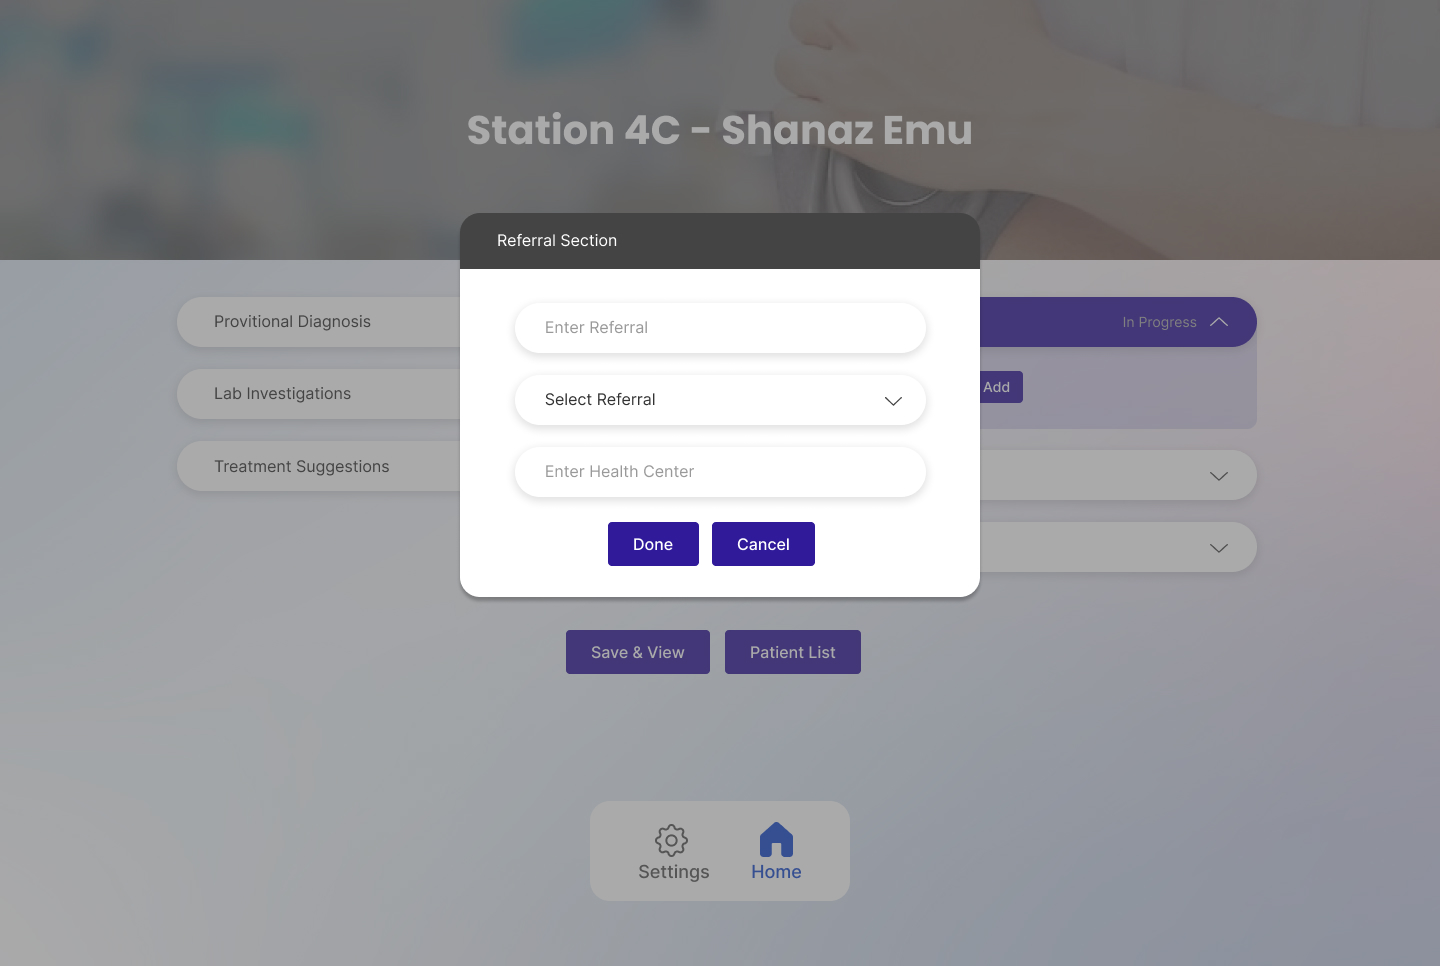 Station 4C - Shanaz Emu
Referral Section
Enter Referral
Select Referral
Enter Health Center
Done
Cancel
Provitional Diagnosis
Lab Investigations
Treatment Suggestions
In Progress
Add
Save & View
Patient List
Settings
Home